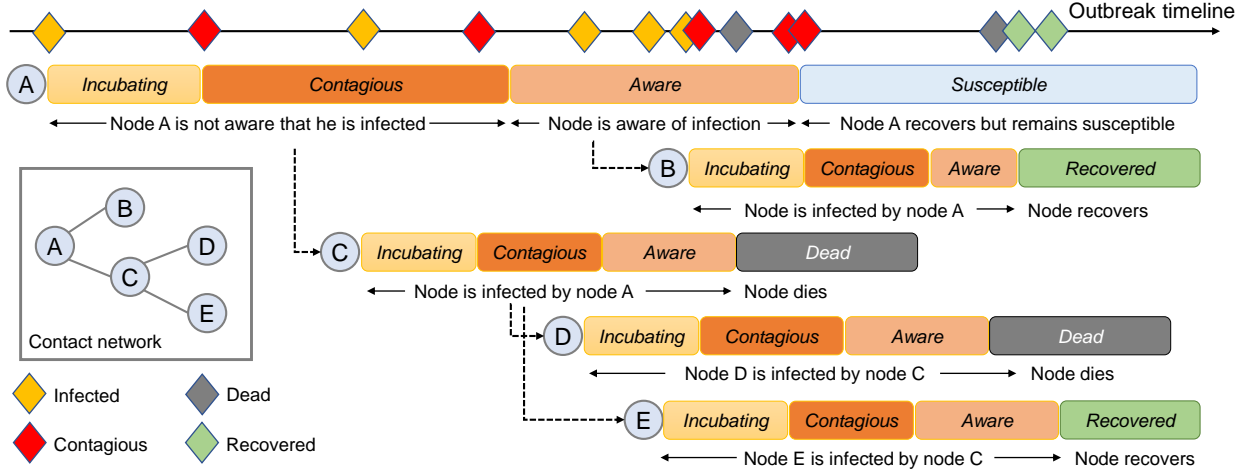 Outbreak timeline
A
Incubating
Contagious
Aware
Susceptible
Node A is not aware that he is infected
Node is aware of infection
Node A recovers but remains susceptible
B
Incubating
Contagious
Aware
Recovered
Node is infected by node A
Node recovers
C
Incubating
Contagious
Aware
Dead
Node is infected by node A
Node dies
D
Incubating
Contagious
Aware
Dead
Node D is infected by node C
Node dies
E
Incubating
Contagious
Aware
Recovered
Node E is infected by node C
Node recovers
B
A
D
C
E
Contact network
Infected
Dead
Contagious
Recovered